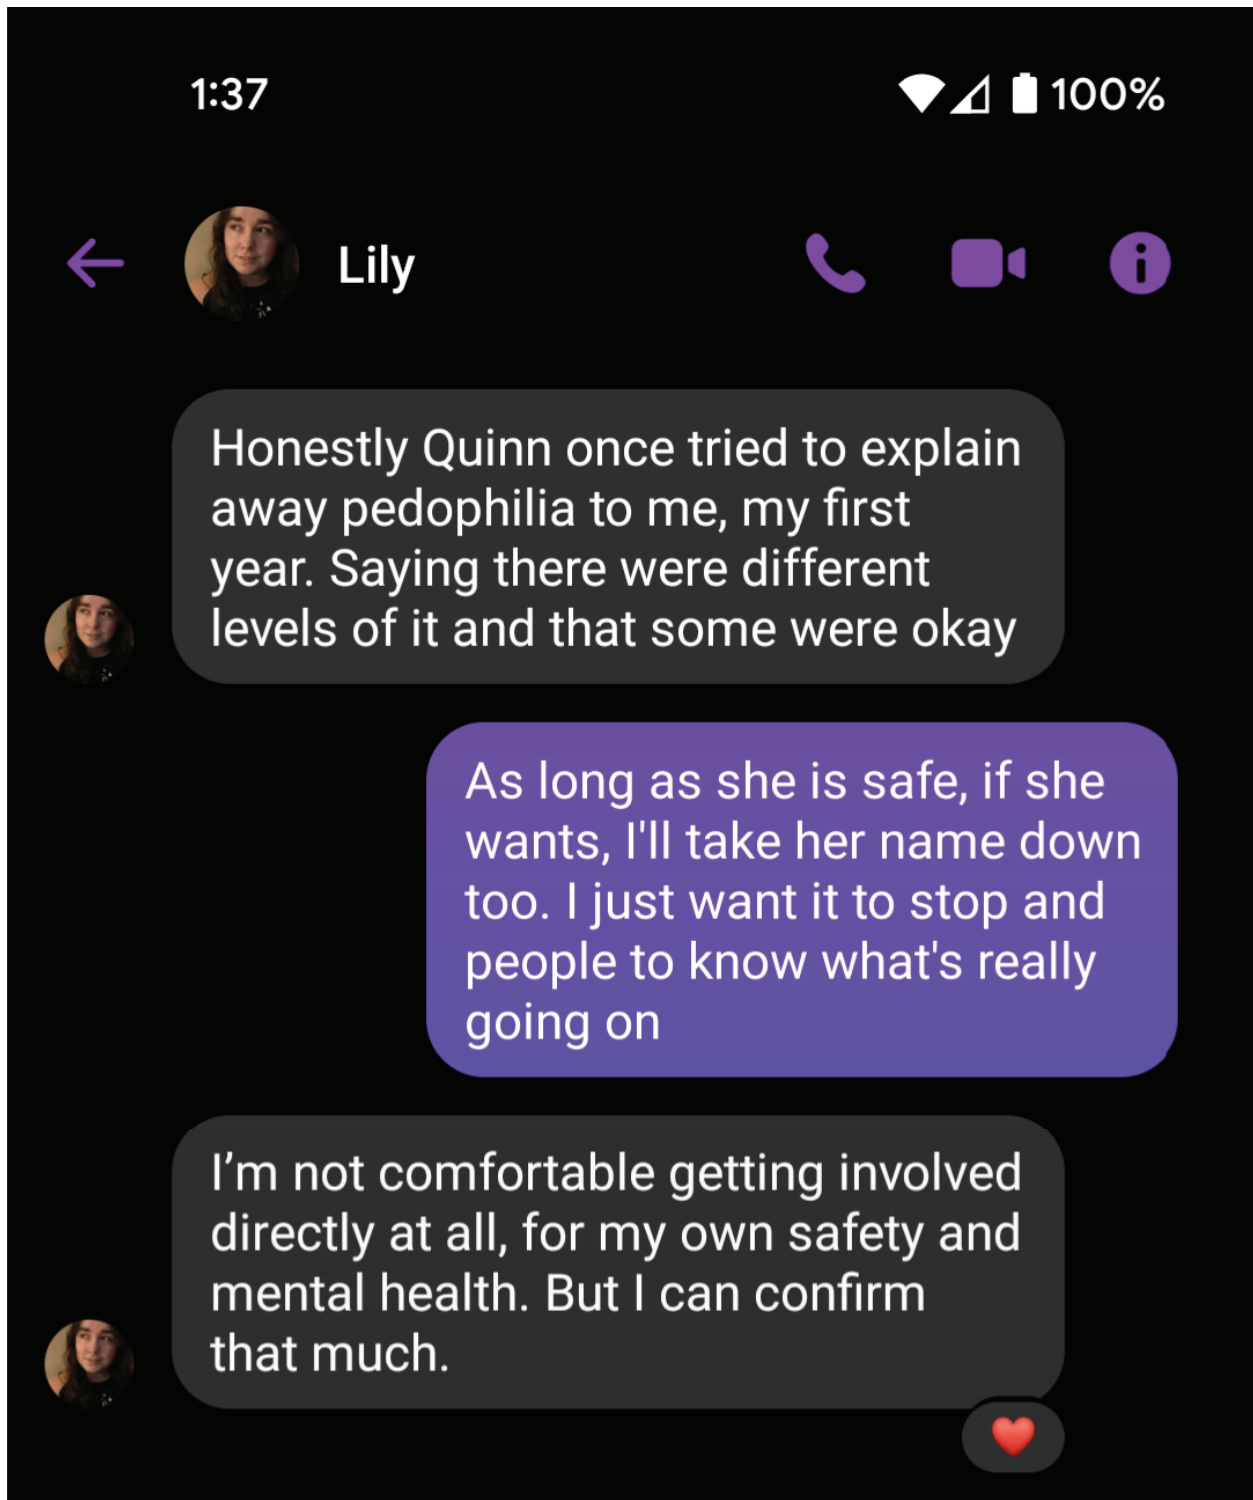 1:37
100%
Lily
Honestly Quinn once tried to explain
away pedophilia to me, my first
year. Saying there were different
levels of it and that some were okay
As long as she is safe, if she
wants, I'll take her name down
too. I just want it to stop and
people to know what's really
going on
I’m not comfortable getting involved
directly at all, for my own safety and
mental health. But I can confirm
that much.